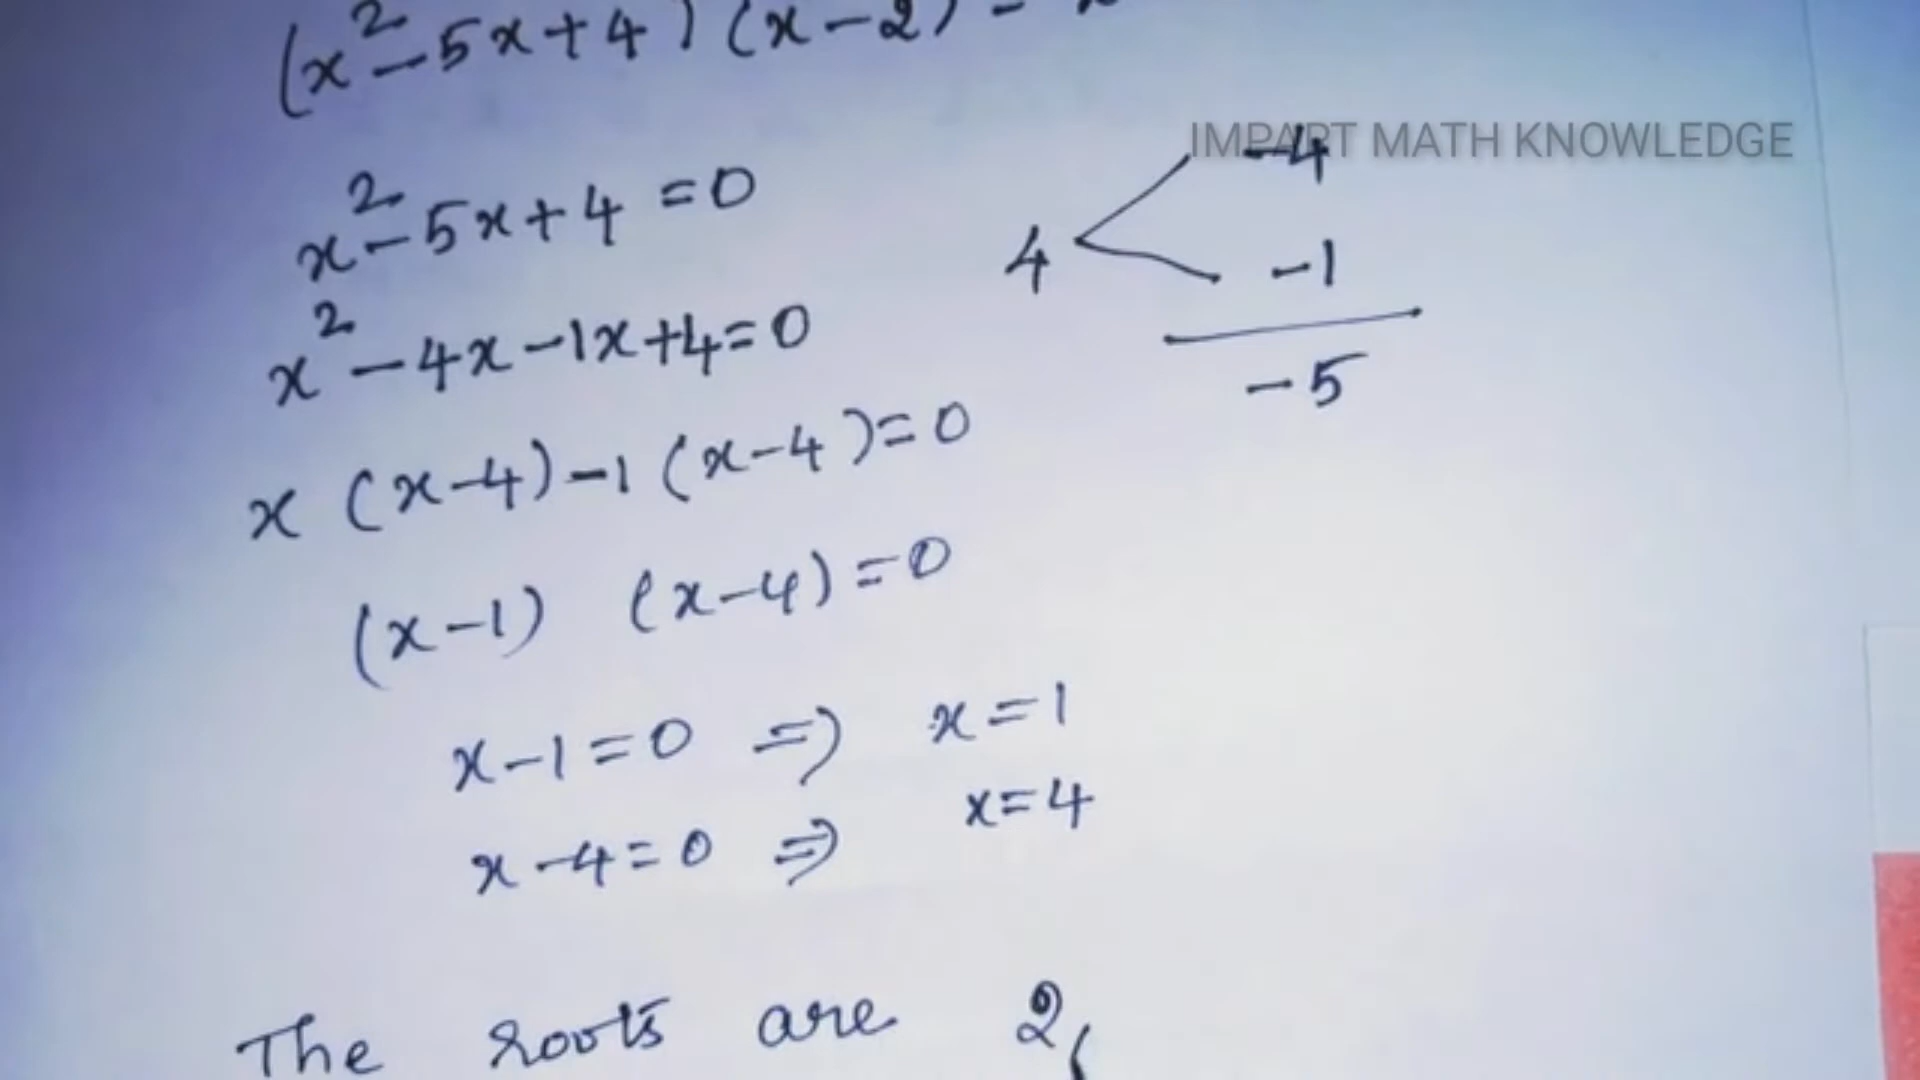 (x²-5x+4)(x-2) -
IMPART MATH KNOWLEDGE
x²-5x+4=0
x²-4x-1x+4=0
x(x-4)-1(x-4)=0
(x-1) (x-4)=0
x-1=0 ⇒ x=1
x-4=0 ⇒ x=4
4 < -4
-1
-5
The roots are 2,